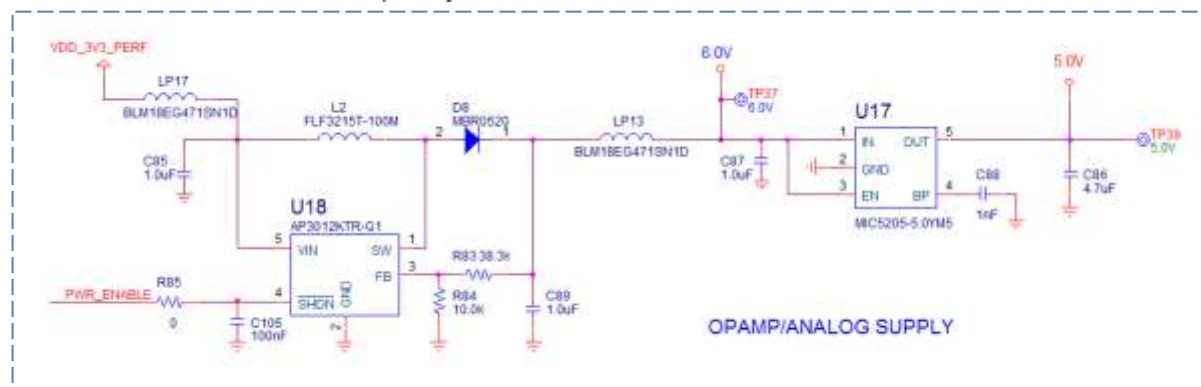 VDD_3V3_PERF
LP17
BLM18EG471SN1D
L2
FLF3215T-100M
2
D8
MBR0520
1
LP13
BLM18EG471SN1D
6.0V
TP37
6.0V
5.0V
TP38
5.0V
C85
1.0uF
U18
AP3012KTR-G1
5
VIN
SW
1
FB
3
4
SHDN
GND
2
PWR_ENABLE
R85
0
C105
100nF
R83 38.3k
R84
10.0K
C89
1.0uF
C87
1.0uF
U17
1
IN
OUT
5
2
GND
3
EN
BP
4
MIC5205-5.0YM5
C88
1nF
C86
4.7uF
OPAMP/ANALOG SUPPLY